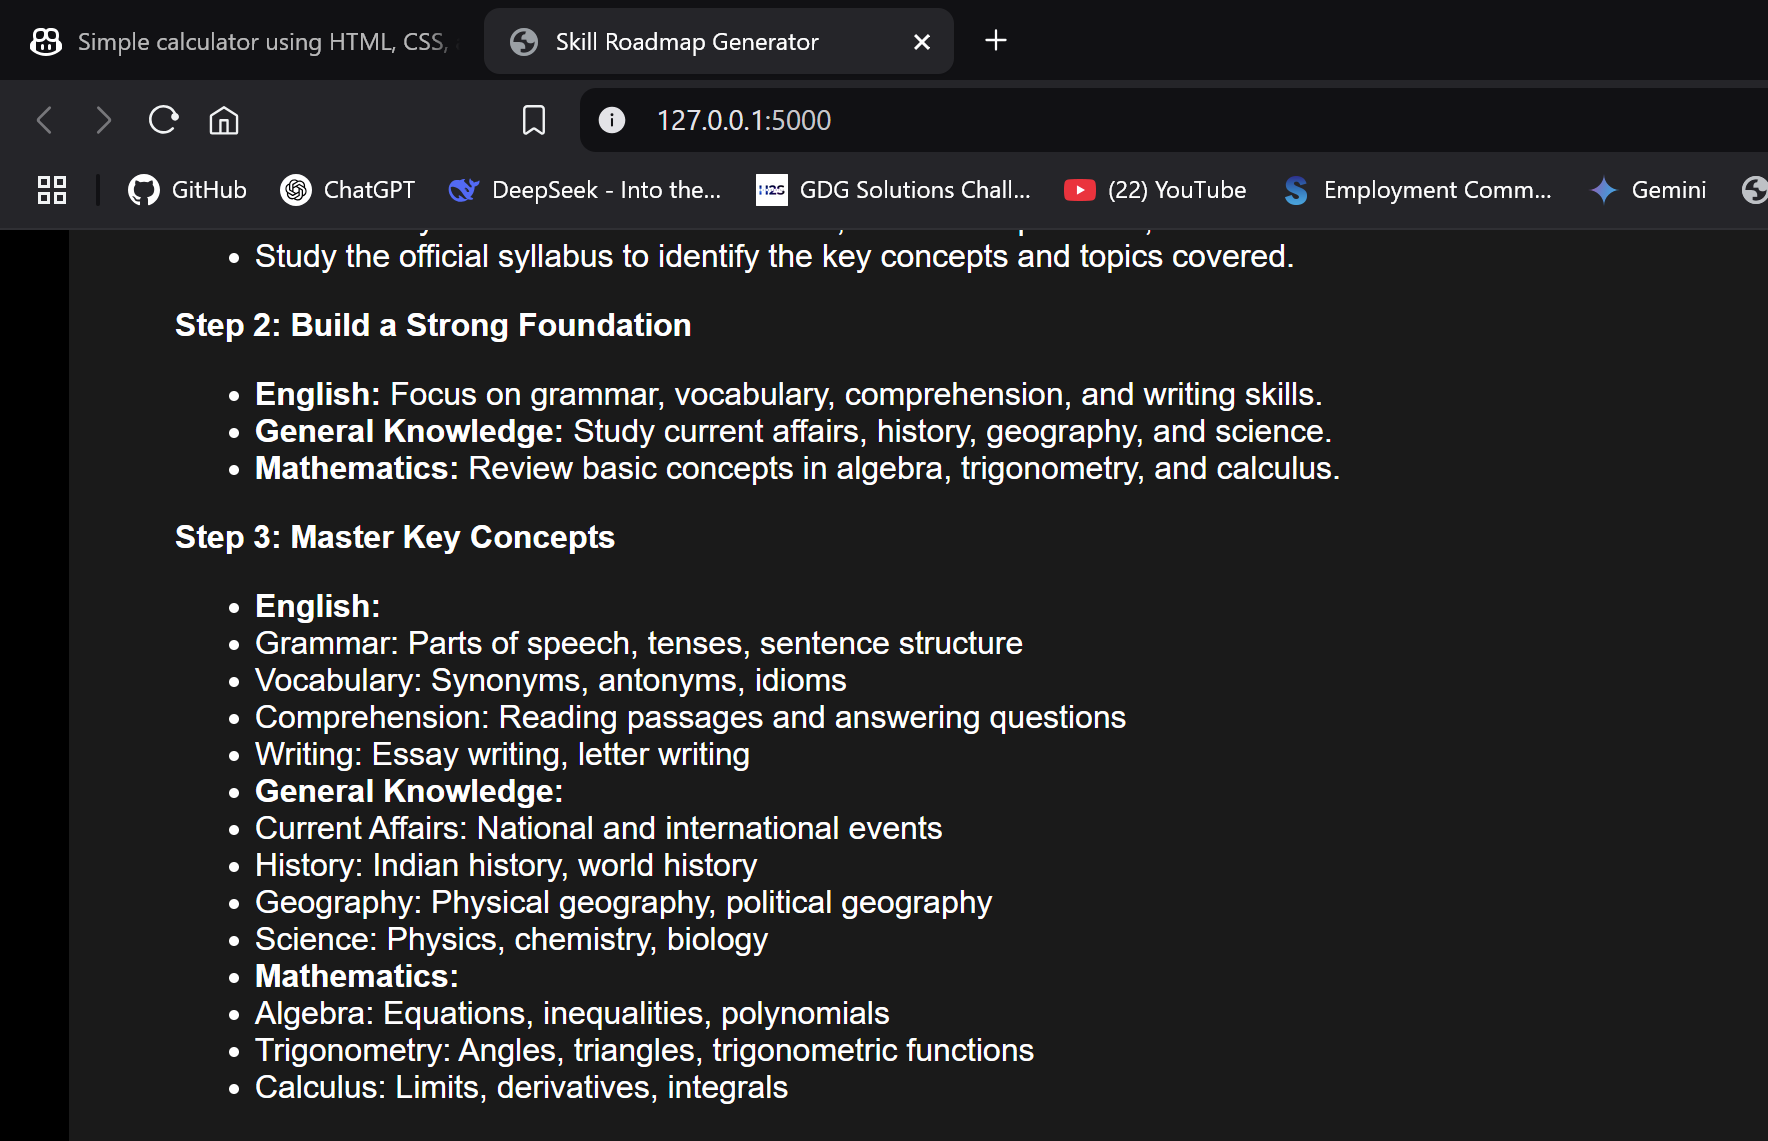 Simple calculator using HTML, CSS,
Skill Roadmap Generator
127.0.0.1:5000
GitHub
ChatGPT
DeepSeek - Into the...
H2S
GDG Solutions Chall...
(22) YouTube
Employment Comm...
Gemini
• Study the official syllabus to identify the key concepts and topics covered.
Step 2: Build a Strong Foundation
• English: Focus on grammar, vocabulary, comprehension, and writing skills.
• General Knowledge: Study current affairs, history, geography, and science.
• Mathematics: Review basic concepts in algebra, trigonometry, and calculus.
Step 3: Master Key Concepts
• English:
• Grammar: Parts of speech, tenses, sentence structure
• Vocabulary: Synonyms, antonyms, idioms
• Comprehension: Reading passages and answering questions
• Writing: Essay writing, letter writing
• General Knowledge:
• Current Affairs: National and international events
• History: Indian history, world history
• Geography: Physical geography, political geography
• Science: Physics, chemistry, biology
• Mathematics:
• Algebra: Equations, inequalities, polynomials
• Trigonometry: Angles, triangles, trigonometric functions
• Calculus: Limits, derivatives, integrals